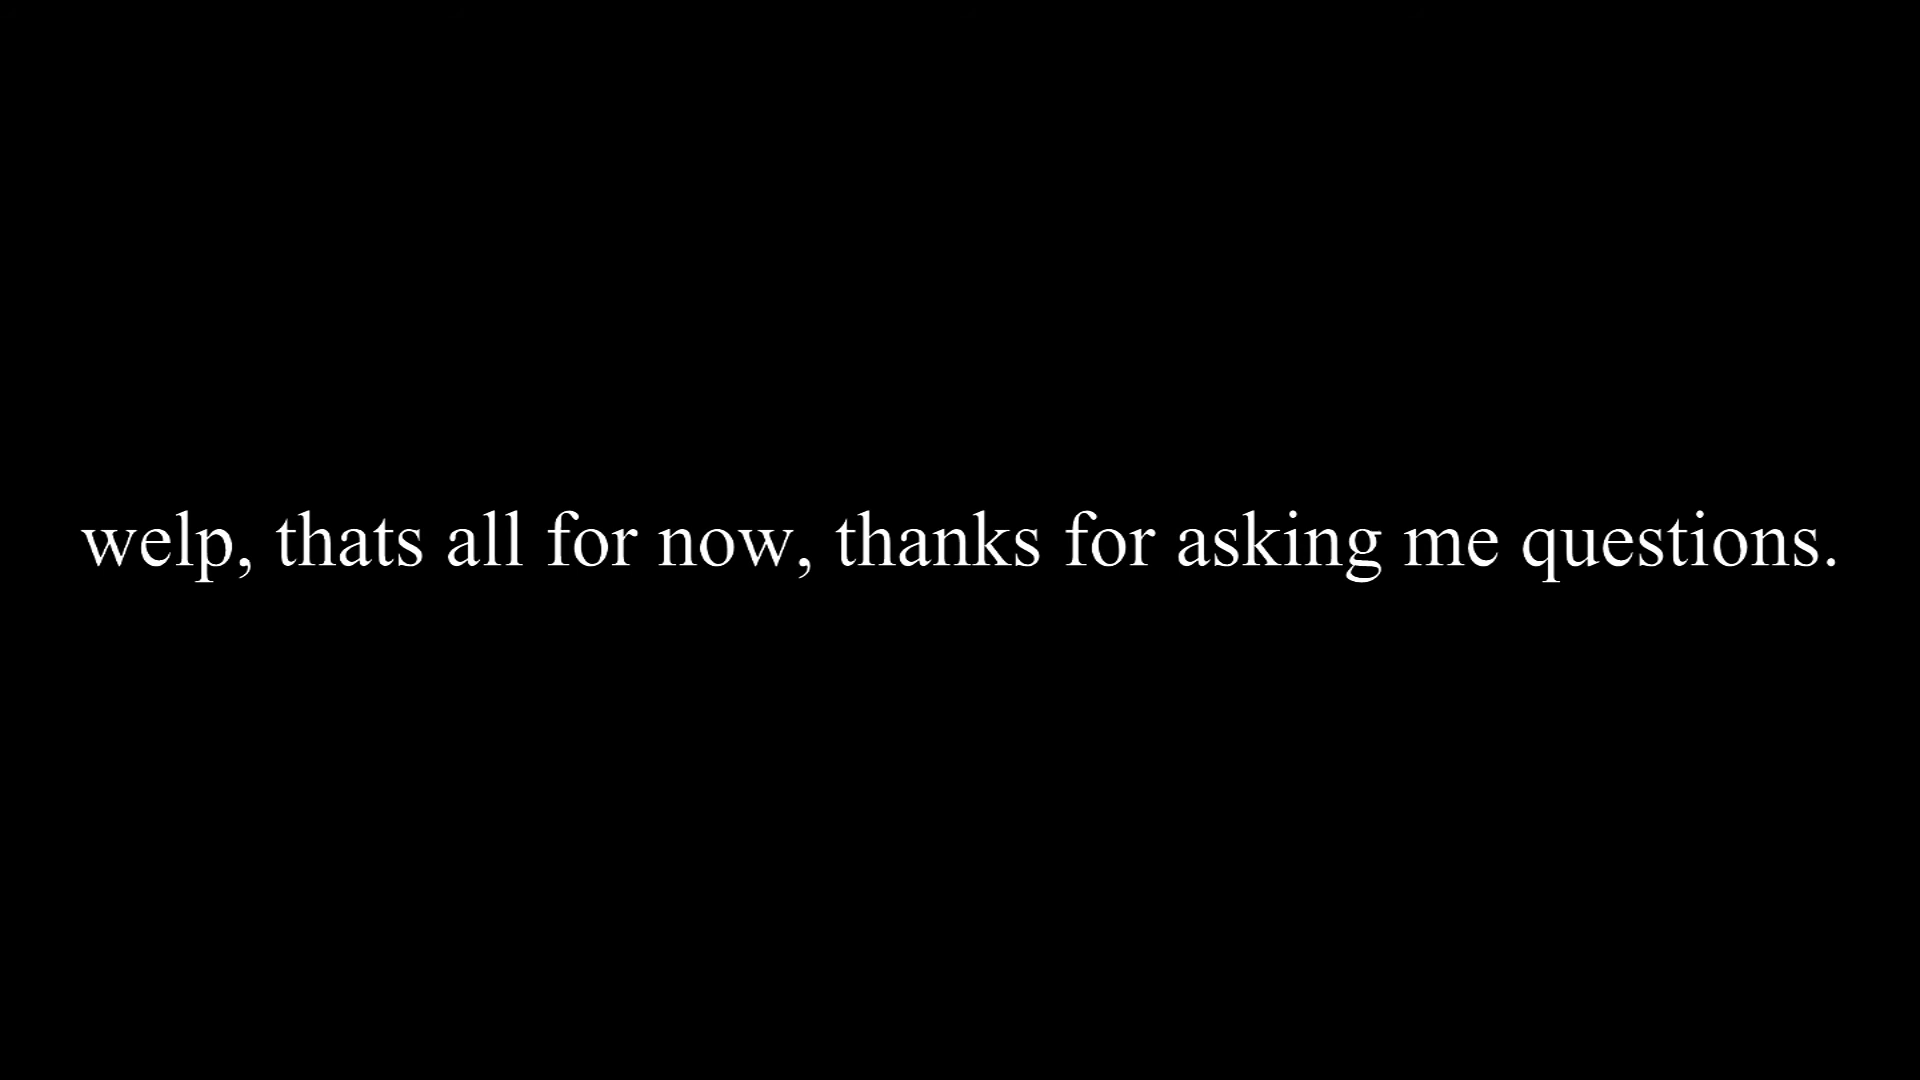 welp, thats all for now, thanks for asking me questions.